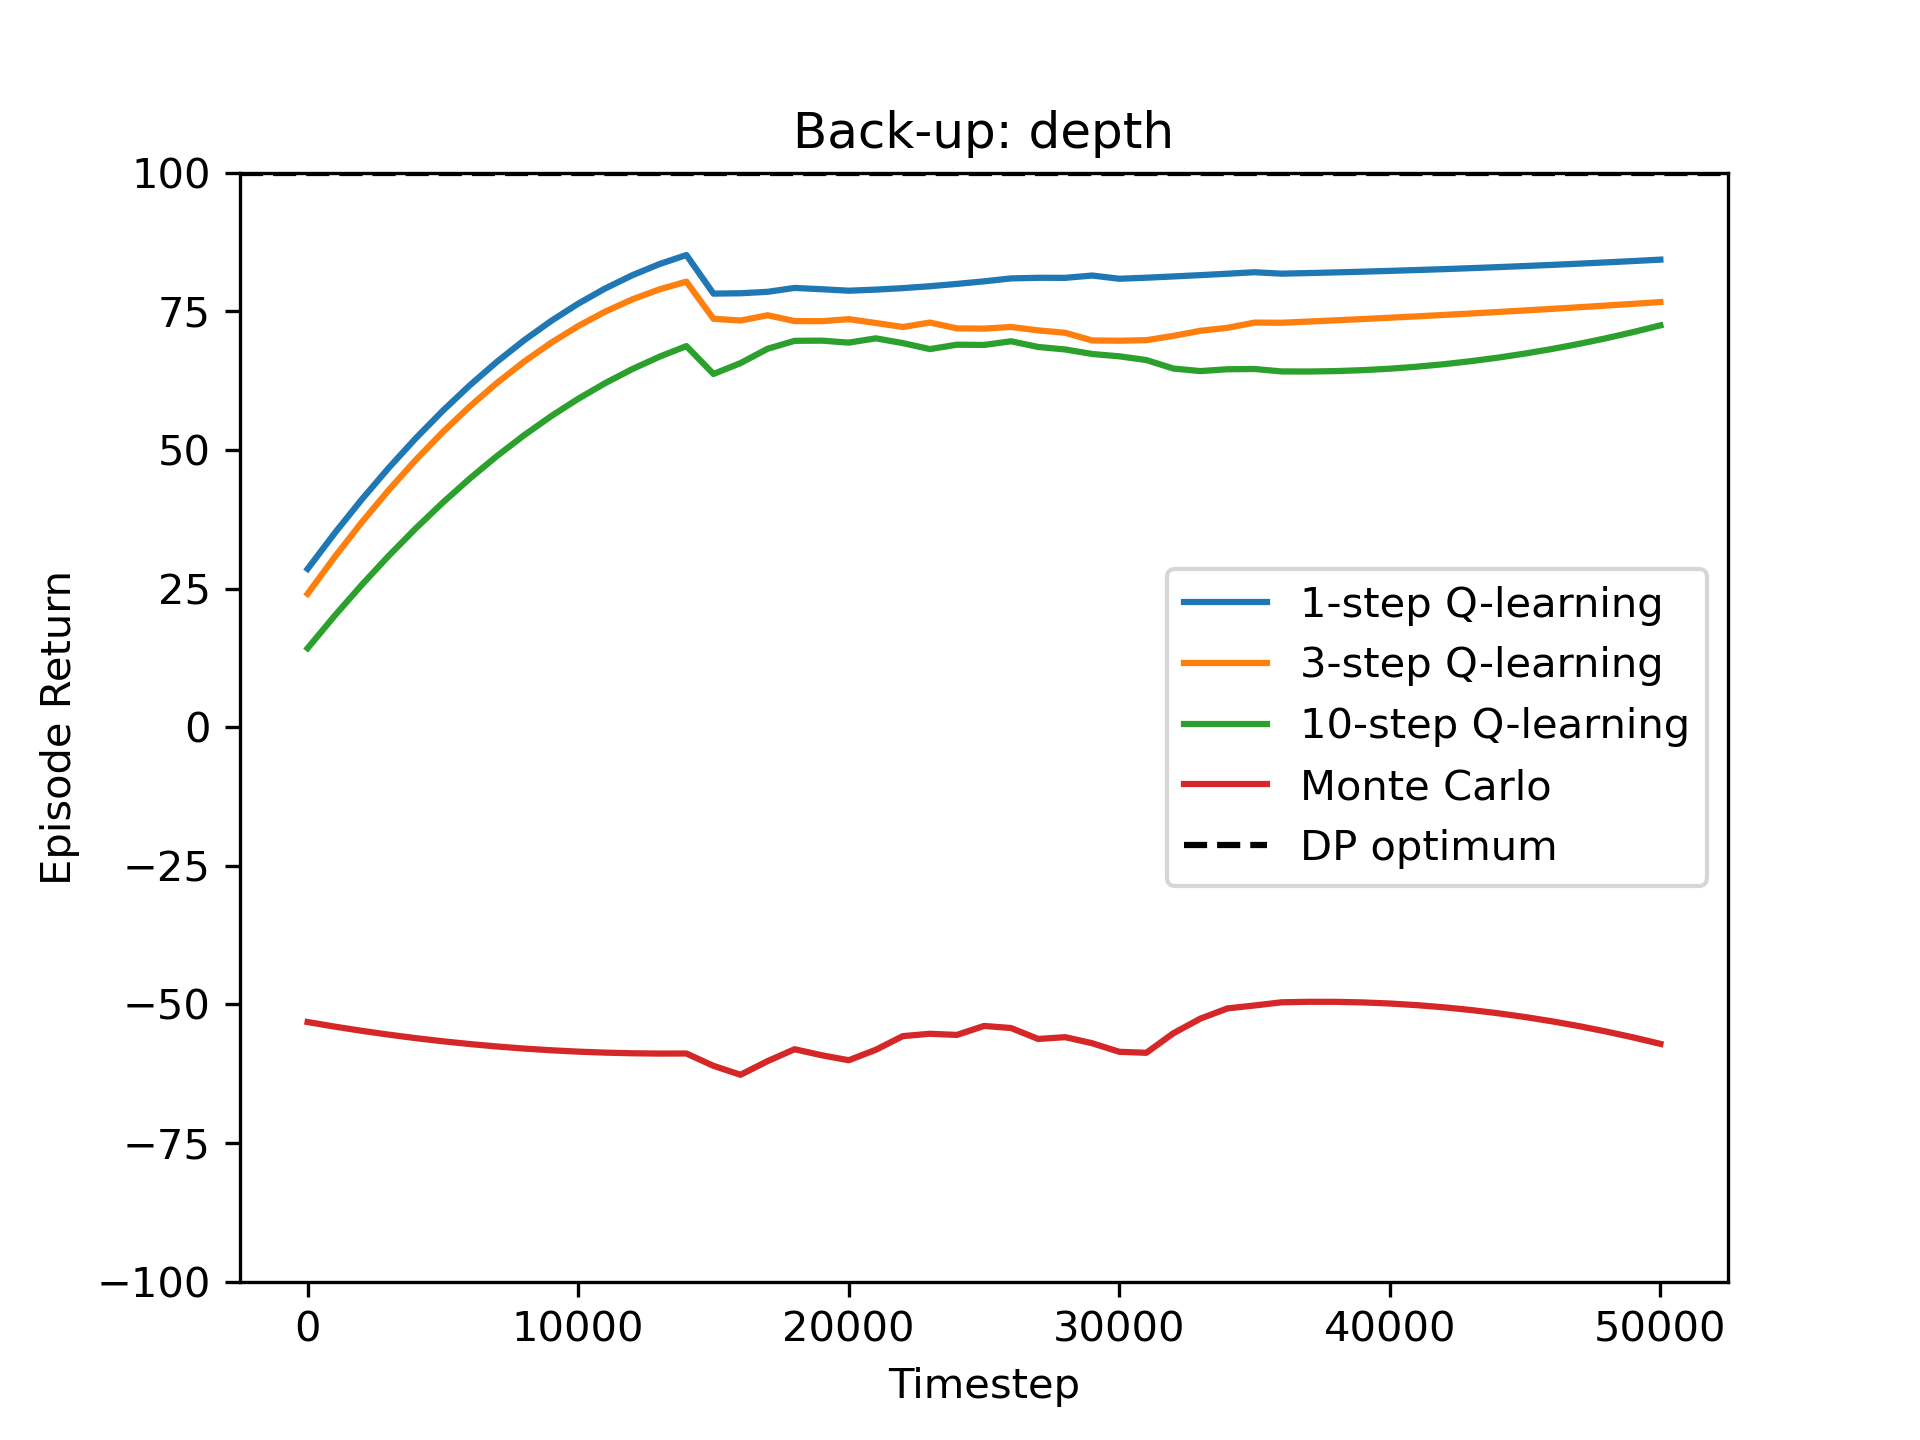 Back-up: depth
100
75
50
25
0
−25
−50
−75
−100
Episode Return
1-step Q-learning
3-step Q-learning
10-step Q-learning
Monte Carlo
DP optimum
0 10000 20000 30000 40000 50000
Timestep